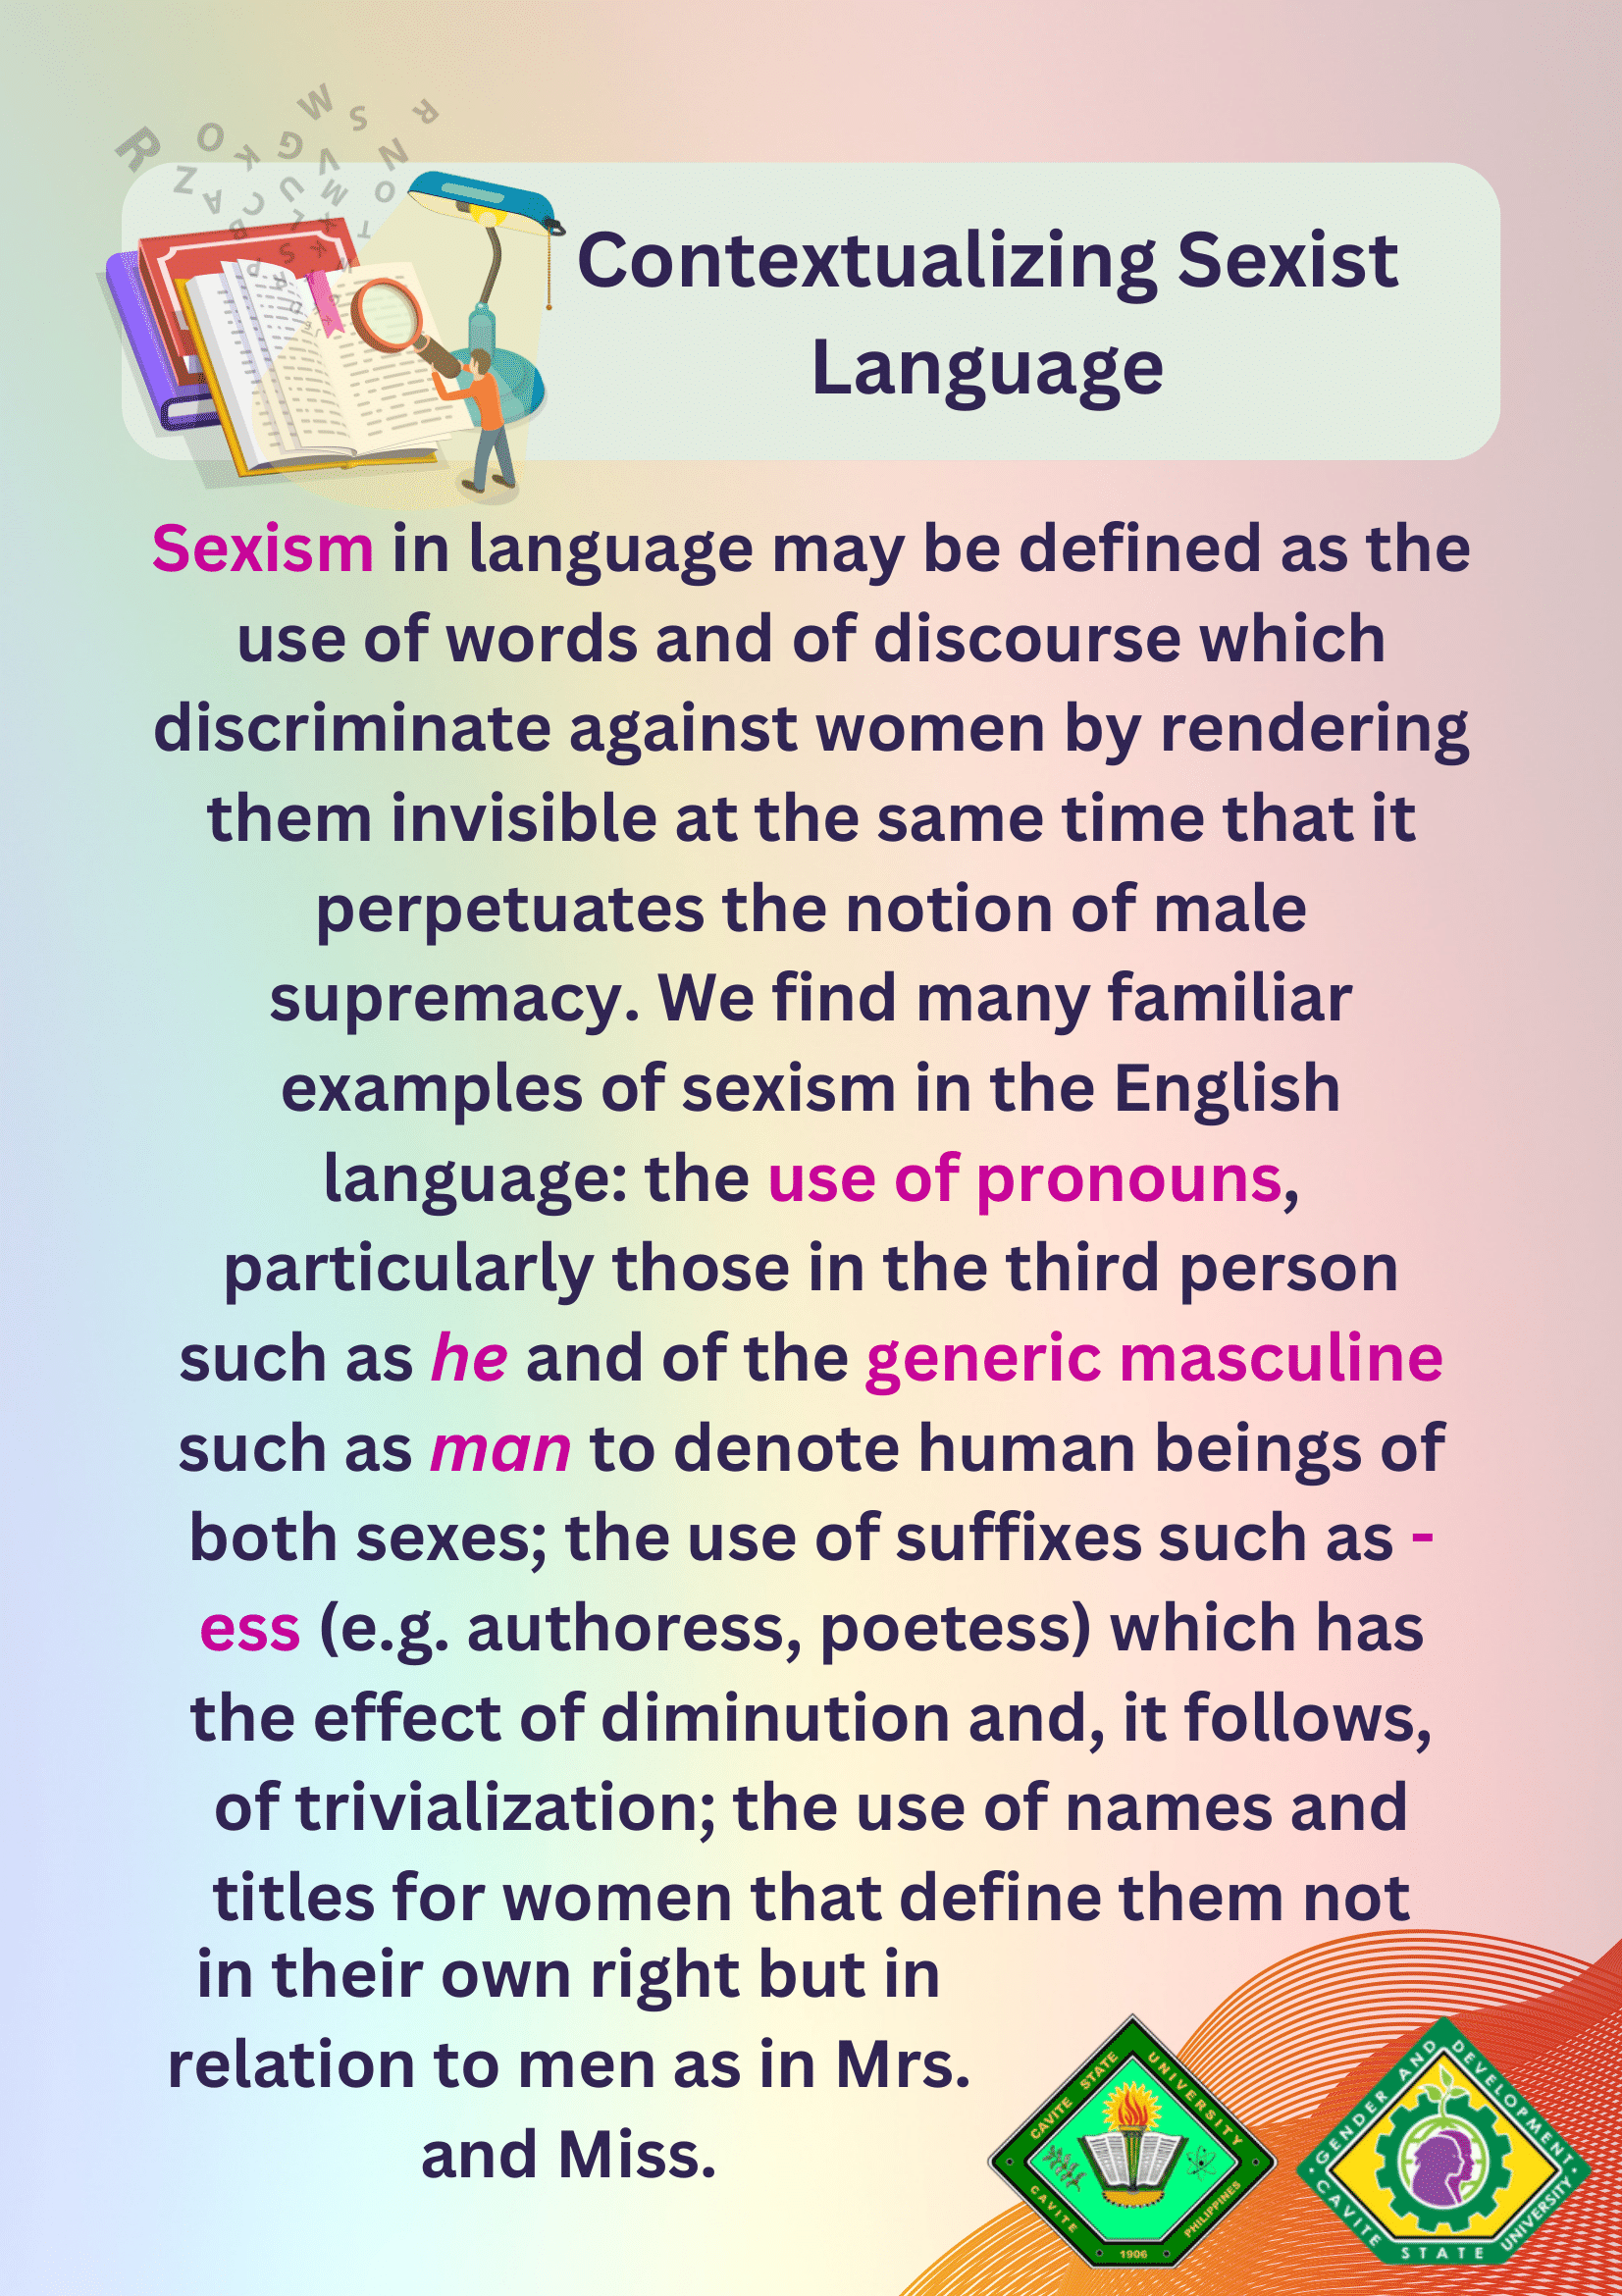 Contextualizing Sexist
Language
Sexism in language may be defined as the
use of words and of discourse which
discriminate against women by rendering
them invisible at the same time that it
perpetuates the notion of male
supremacy. We find many familiar
examples of sexism in the English
language: the use of pronouns,
particularly those in the third person
such as he and of the generic masculine
such as man to denote human beings of
both sexes; the use of suffixes such as -
ess (e.g. authoress, poetess) which has
the effect of diminution and, it follows,
of trivialization; the use of names and
titles for women that define them not
in their own right but in
relation to men as in Mrs.
and Miss.
CAVITE STATE UNIVERSITY
CAVITE PHILIPPINES
1906
GENDER AND DEVELOPMENT
CAVITE STATE UNIVERSITY